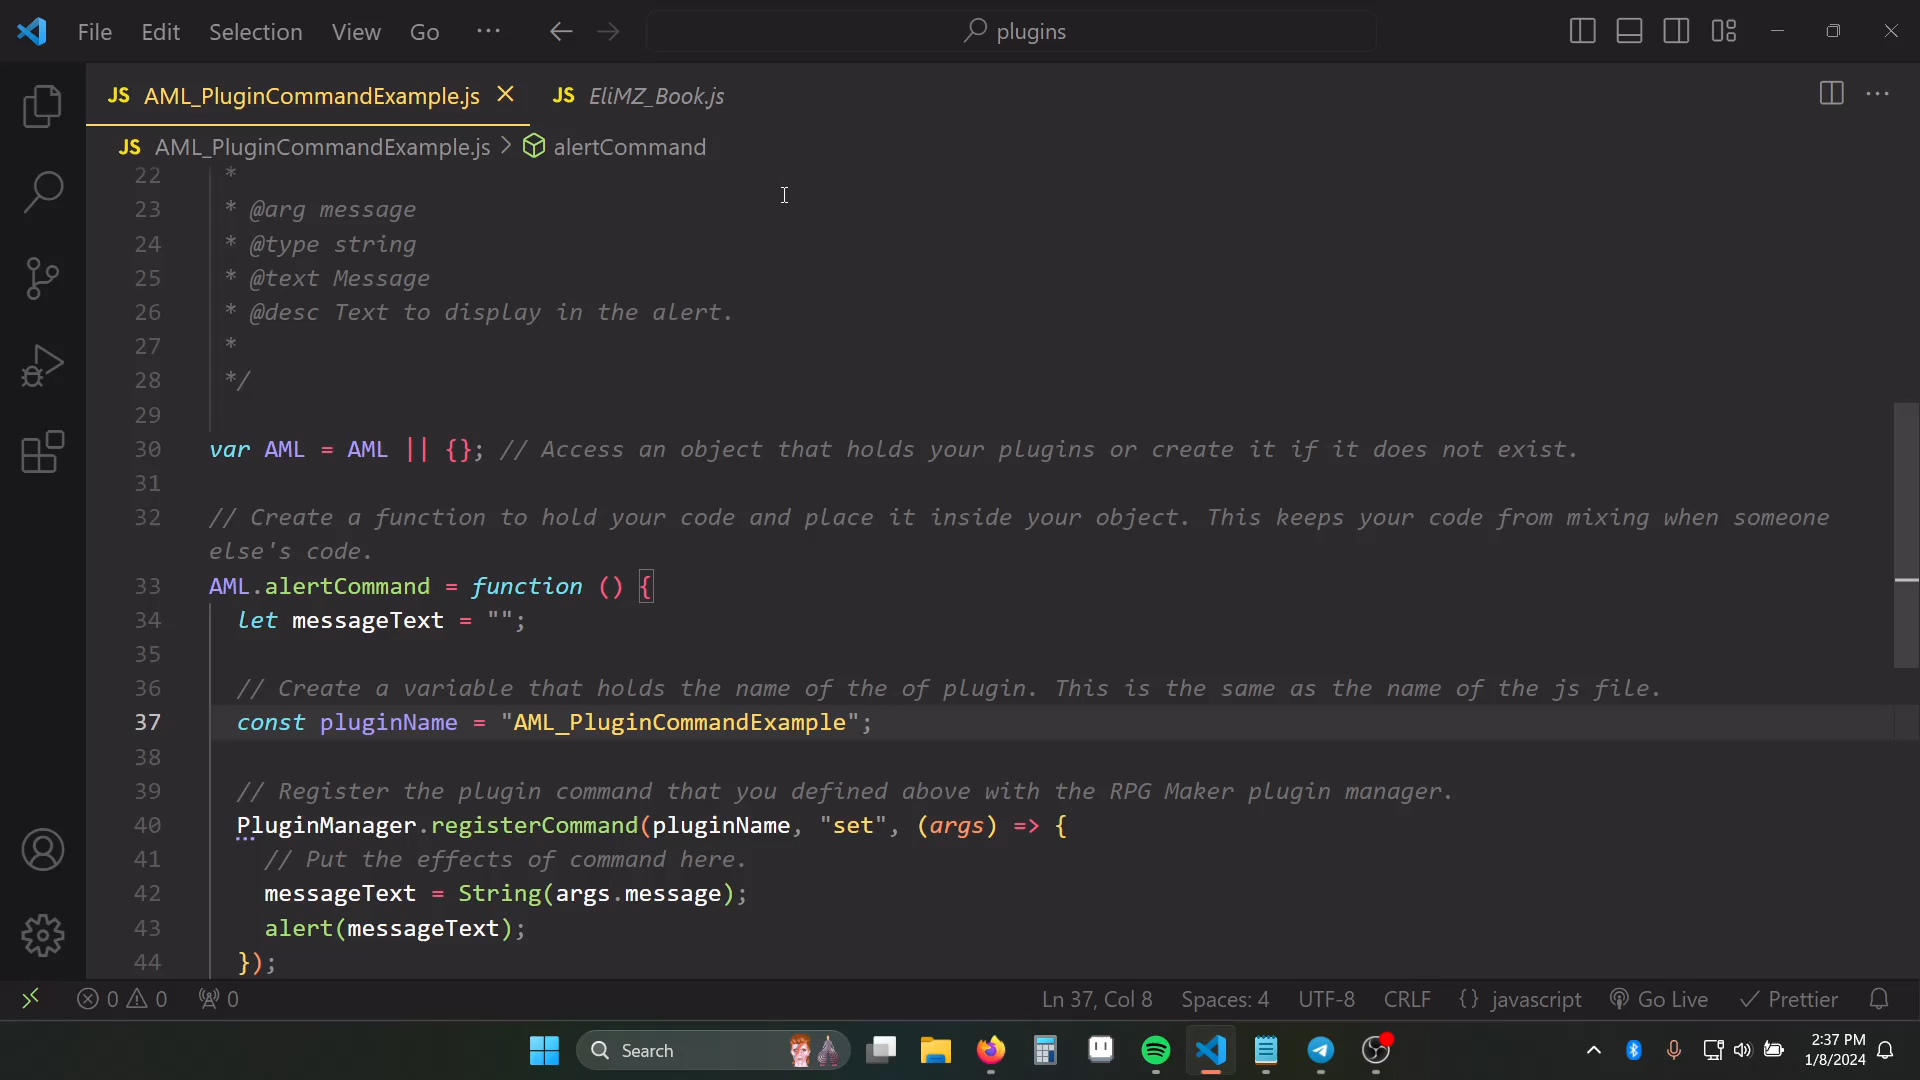 File Edit Selection View Go ··· plugins
JS AML_PluginCommandExample.js JS EliMZ_Book.js ···
JS AML_PluginCommandExample.js > alertCommand
22 *
23 * @arg message
24 * @type string
25 * @text Message
26 * @desc Text to display in the alert.
27 *
28 */
29
30 var AML = AML || {}; // Access an object that holds your plugins or create it if it does not exist.
31
32 // Create a function to hold your code and place it inside your object. This keeps your code from mixing when someone
else's code.
33 AML.alertCommand = function () {
34 let messageText = "";
35
36 // Create a variable that holds the name of the of plugin. This is the same as the name of the js file.
37 const pluginName = "AML_PluginCommandExample";
38
39 // Register the plugin command that you defined above with the RPG Maker plugin manager.
40 PluginManager.registerCommand(pluginName, "set", (args) => {
41 // Put the effects of command here.
42 messageText = String(args.message);
43 alert(messageText);
44 });
0 0 0 Ln 37, Col 8 Spaces: 4 UTF-8 CRLF {} javascript Go Live Prettier
Search 2:37 PM
1/8/2024